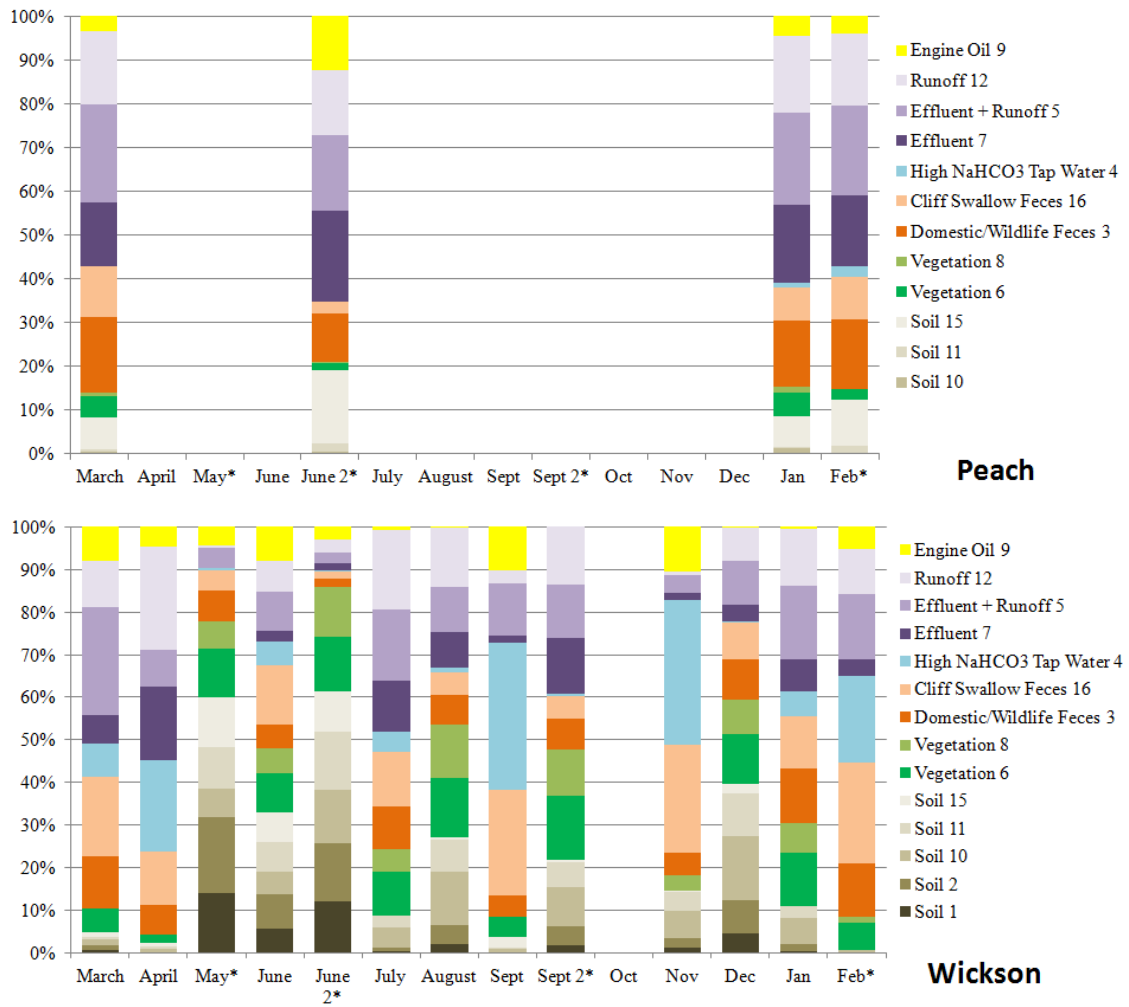 100%
90%
80%
70%
60%
50%
40%
30%
20%
10%
0%
March April May* June June 2* July August Sept Sept 2* Oct Nov Dec Jan Feb*
Engine Oil 9
Runoff 12
Effluent + Runoff 5
Effluent 7
High NaHCO3 Tap Water 4
Cliff Swallow Feces 16
Domestic/Wildlife Feces 3
Vegetation 8
Vegetation 6
Soil 15
Soil 11
Soil 10
Peach
100%
90%
80%
70%
60%
50%
40%
30%
20%
10%
0%
March April May* June June July August Sept Sept 2* Oct Nov Dec Jan Feb*
2*
Engine Oil 9
Runoff 12
Effluent + Runoff 5
Effluent 7
High NaHCO3 Tap Water 4
Cliff Swallow Feces 16
Domestic/Wildlife Feces 3
Vegetation 8
Vegetation 6
Soil 15
Soil 11
Soil 10
Soil 2
Soil 1
Wickson